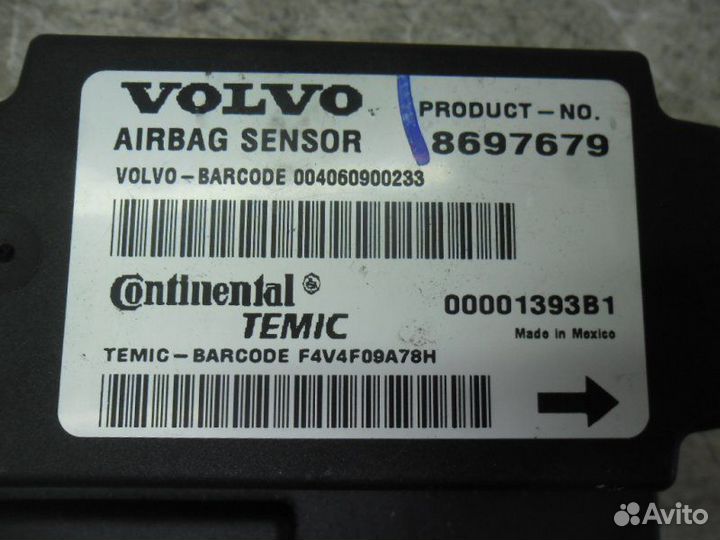 VOLVO
PRODUCT-NO.
AIRBAG SENSOR
8697679
VOLVO-BARCODE 004060900233
Continental®
TEMIC
00001393B1
Made in Mexico
TEMIC-BARCODE F4V4F09A78H
Avito